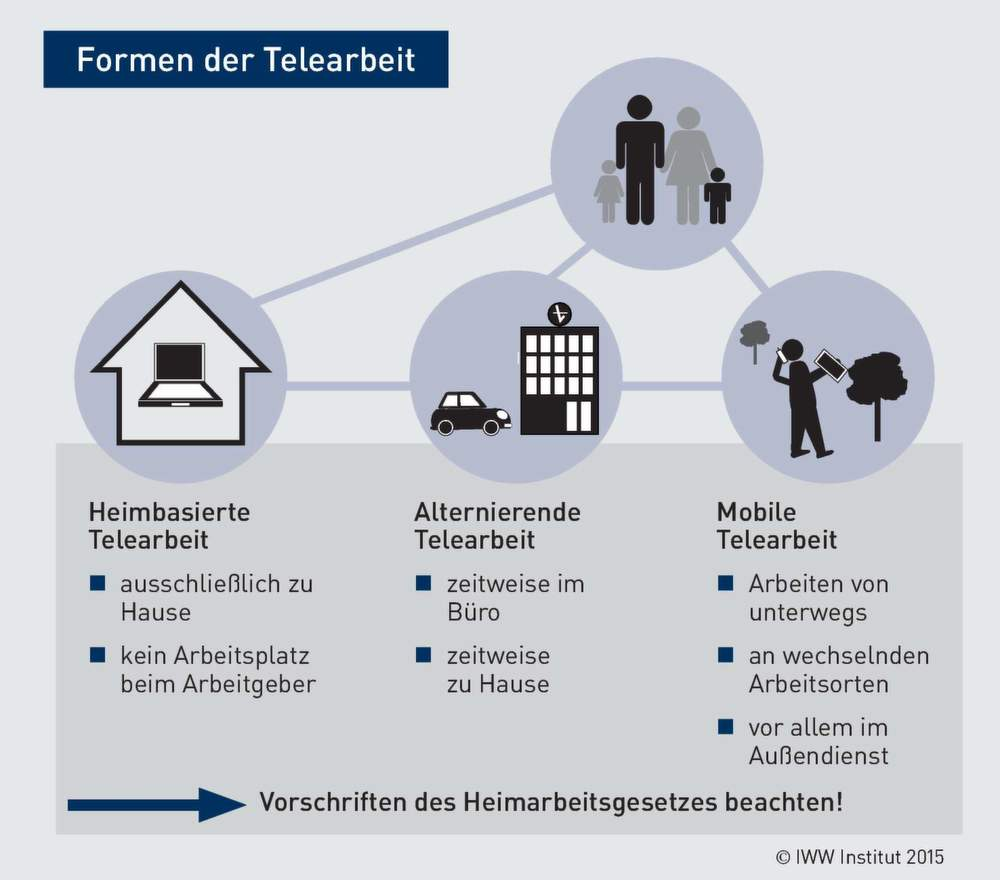 Formen der Telearbeit
Heimbasierte
Telearbeit
ausschließlich zu
Hause
kein Arbeitsplatz
beim Arbeitgeber
Alternierende
Telearbeit
zeitweise im
Büro
zeitweise
zu Hause
Mobile
Telearbeit
Arbeiten von
unterwegs
an wechselnden
Arbeitsorten
vor allem im
Außendienst
Vorschriften des Heimarbeitsgesetzes beachten!
© IWW Institut 2015